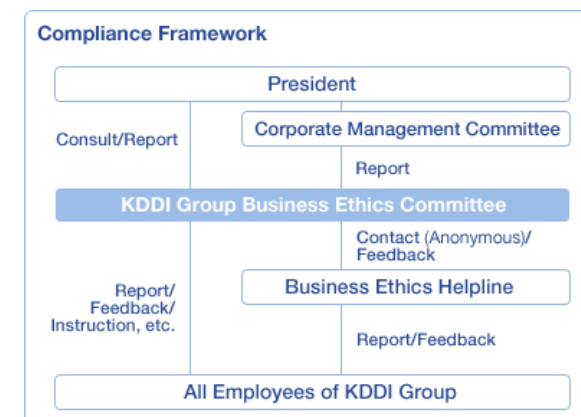 Compliance Framework
President
Consult/Report
Corporate Management Committee
Report
KDDI Group Business Ethics Committee
Contact (Anonymous)/
Feedback
Business Ethics Helpline
Report/
Feedback/
Instruction, etc.
Report/Feedback
All Employees of KDDI Group